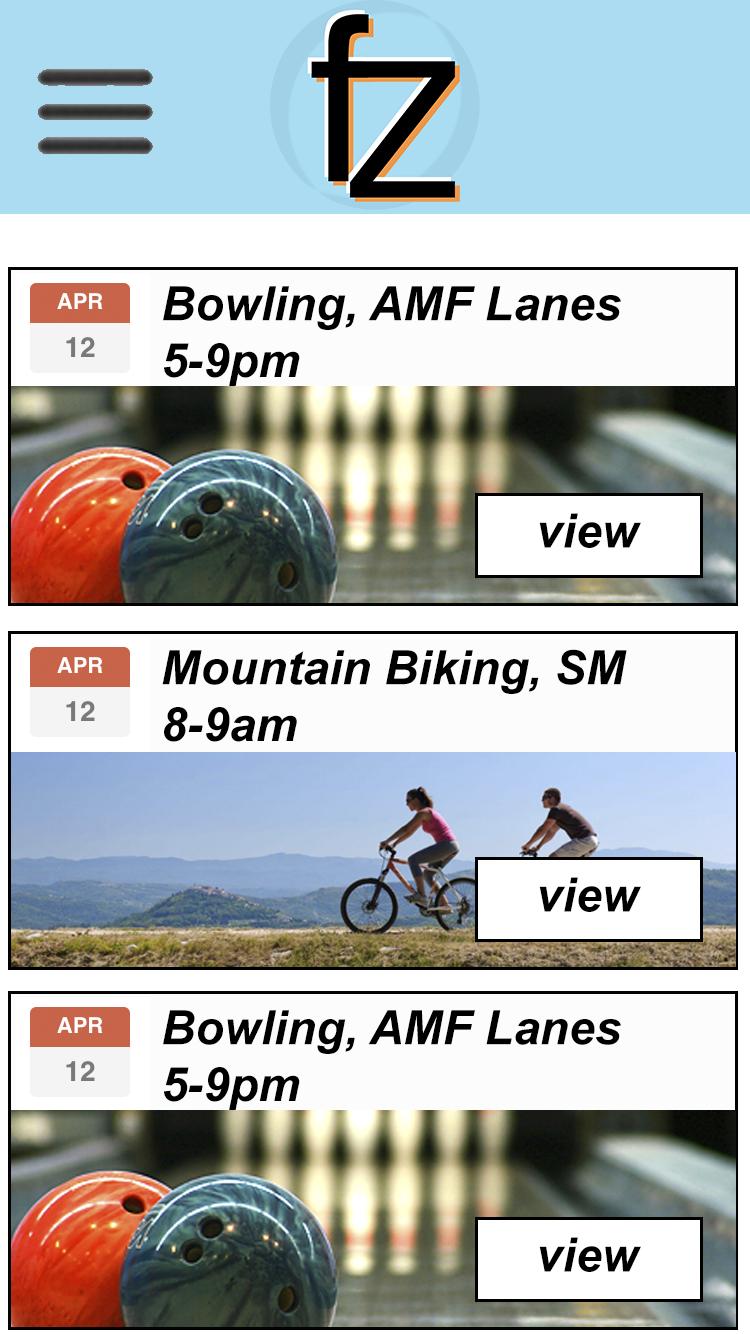 fz
APR
12
Bowling, AMF Lanes
5-9pm
view
APR
12
Mountain Biking, SM
8-9am
view
APR
12
Bowling, AMF Lanes
5-9pm
view